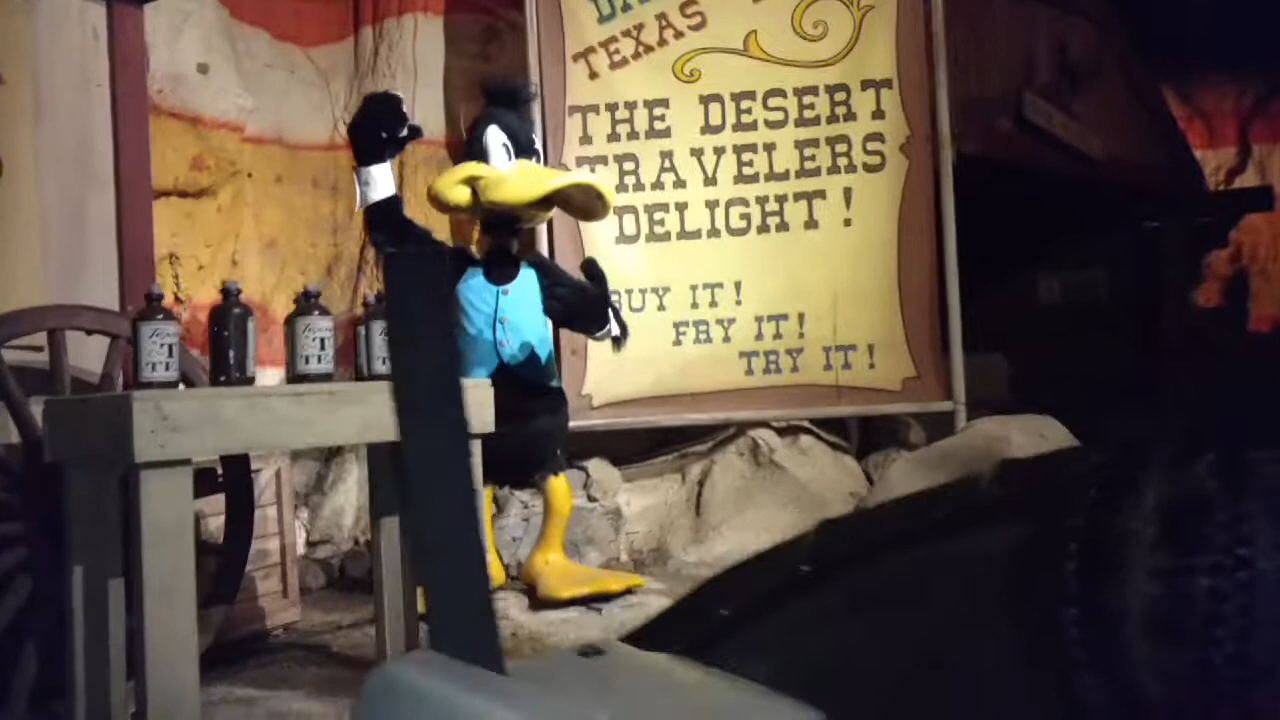 TEXAS
THE DESERT
TRAVELERS
DELIGHT!
BUY IT!
FRY IT!
TRY IT!